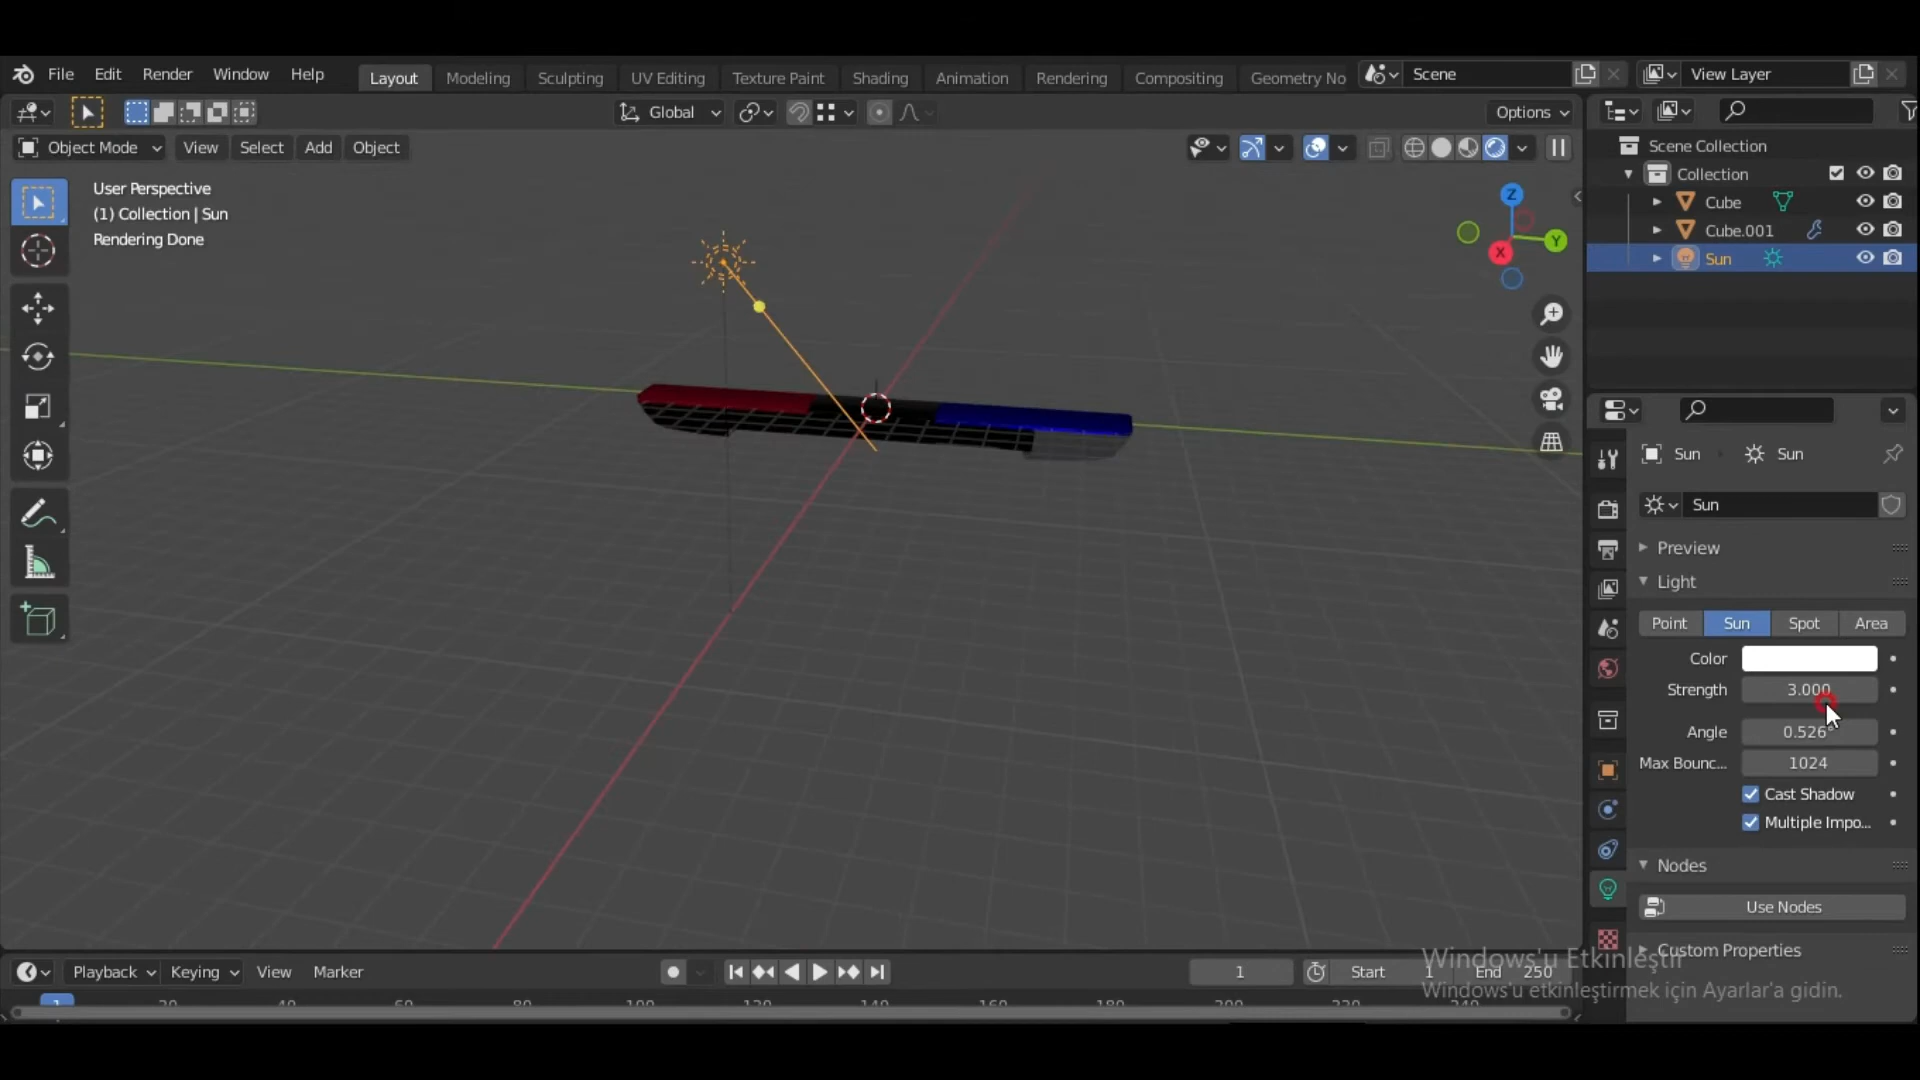 File Edit Render Window Help Layout Modeling Sculpting UV Editing Texture Paint Shading Animation Rendering Compositing Geometry No Scene View Layer
Global Options
Object Mode View Select Add Object
User Perspective
(1) Collection | Sun
Rendering Done
Z
Y
X
Scene Collection
Collection
Cube
Cube.001
Sun
Sun Sun
Sun
Preview
Light
Point Sun Spot Area
Color
Strength 3.000
Angle 0.526°
Max Bounc... 1024
Cast Shadow
Multiple Impo...
Nodes
Use Nodes
Custom Properties
Windows'u Etkinleştir
Windows'u etkinleştirmek için Ayarlar'a gidin.
Playback Keying View Marker 1 Start 1 End 250